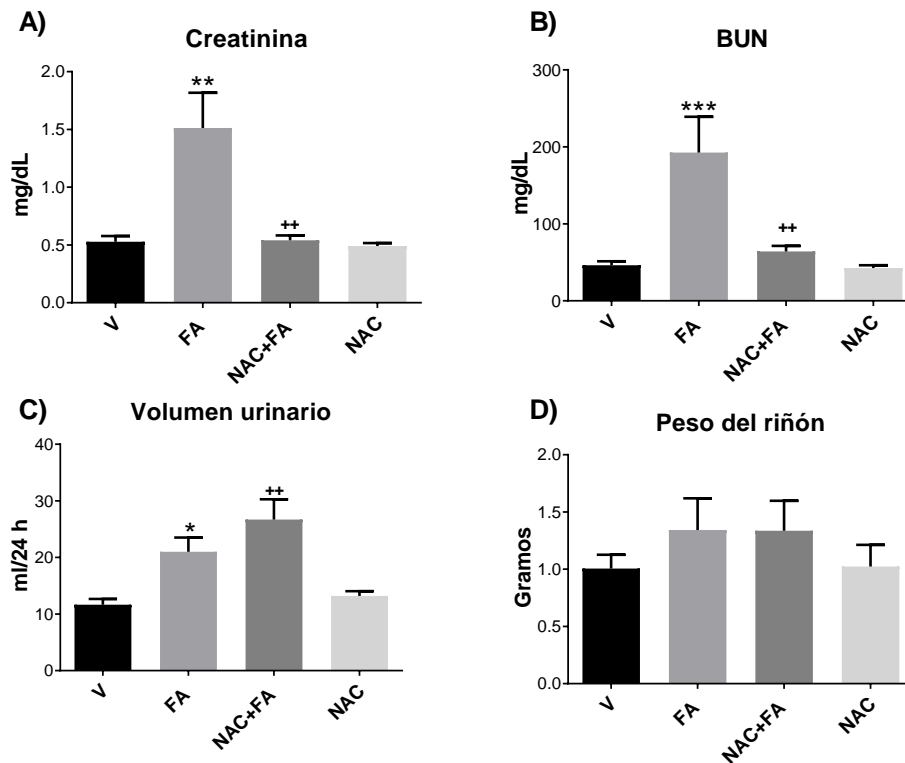 A)
Creatinina
mg/dL
2.0
1.5
1.0
0.5
0.0
**
++
V
FA
NAC+FA
NAC
B)
BUN
mg/dL
300
200
100
0
***
++
V
FA
NAC+FA
NAC
C)
Volumen urinario
ml/24 h
40
30
20
10
0
*
++
V
FA
NAC+FA
NAC
D)
Peso del riñón
Gramos
2.0
1.5
1.0
0.5
0.0
V
FA
NAC+FA
NAC